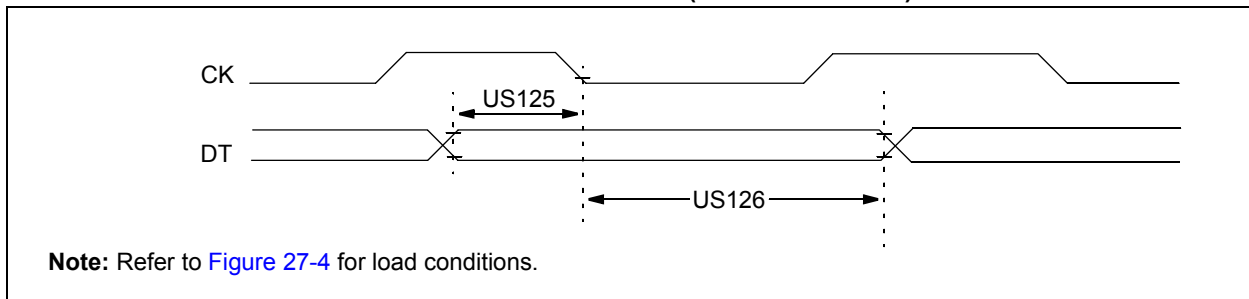 CK
US125
DT
US126
Note: Refer to Figure 27-4 for load conditions.